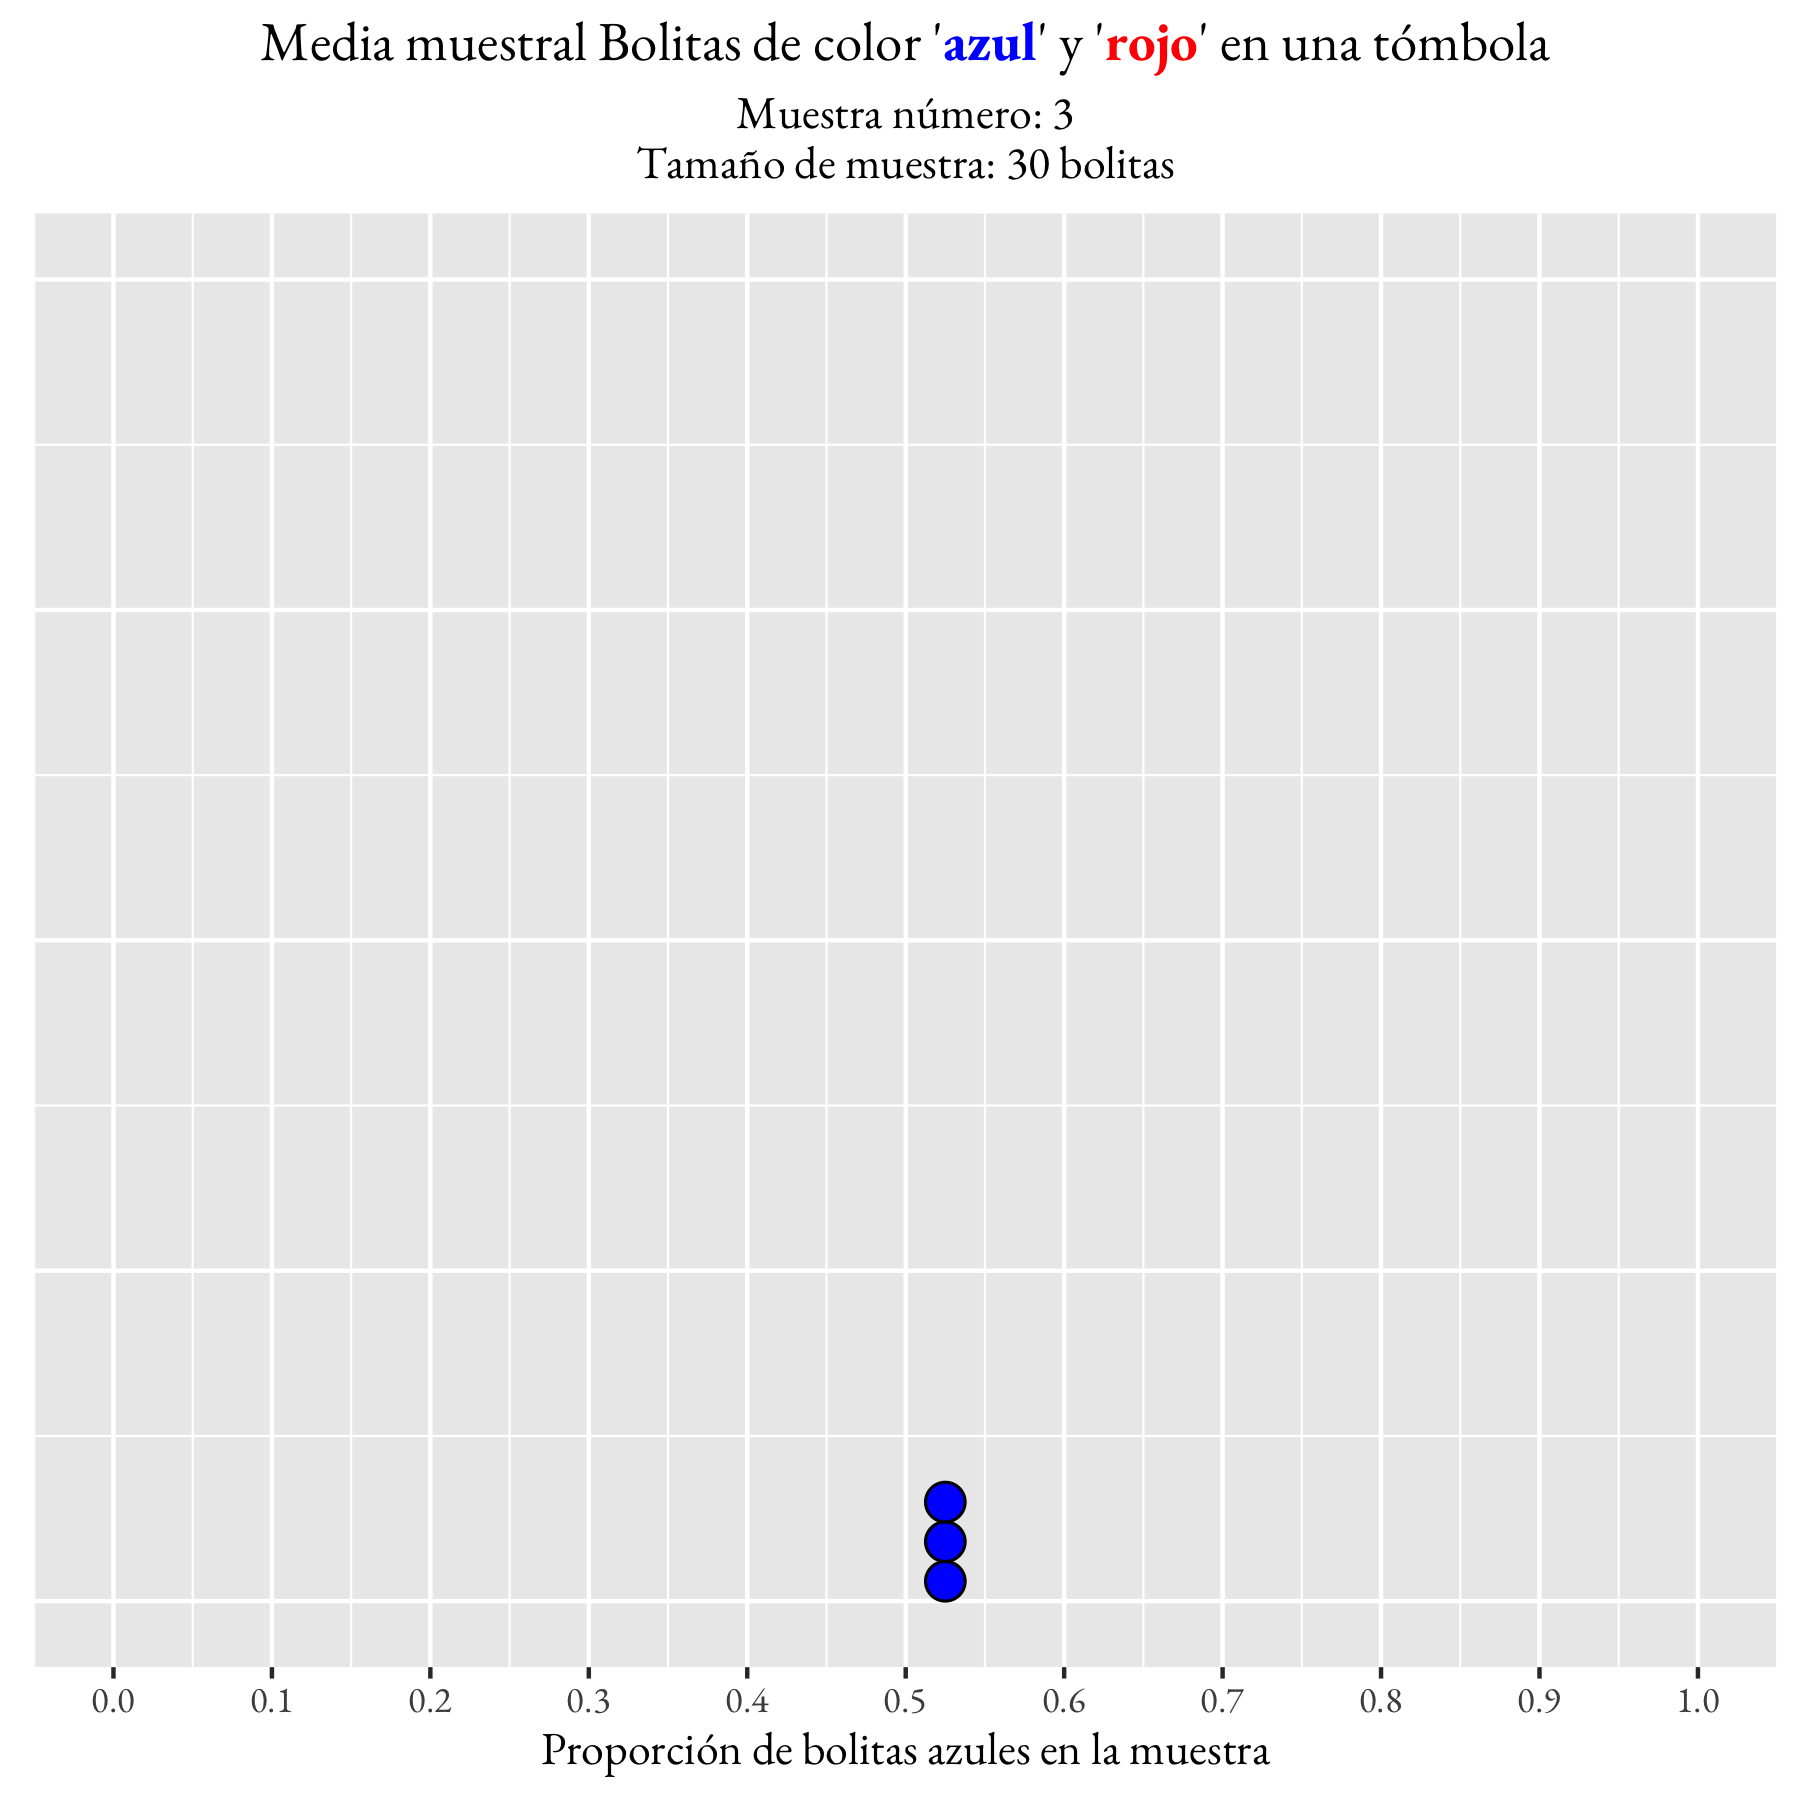 Media muestral Bolitas de color 'azul' y 'rojo' en una tómbola
Muestra número: 3
Tamaño de muestra: 30 bolitas
0.0 0.1 0.2 0.3 0.4 0.5 0.6 0.7 0.8 0.9 1.0
Proporción de bolitas azules en la muestra